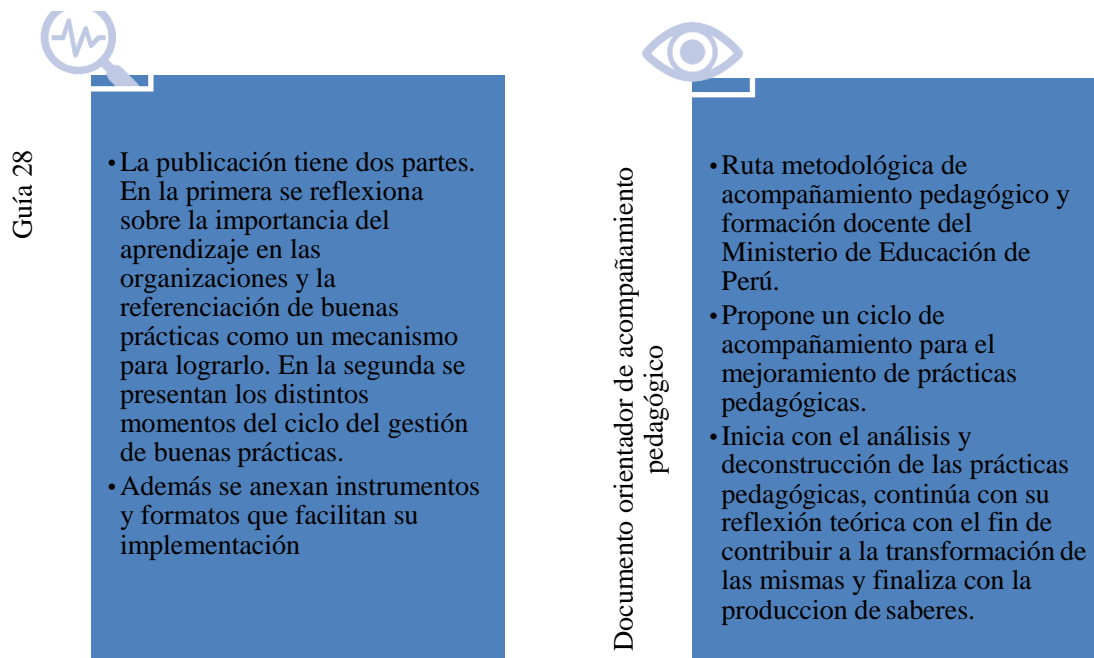 Guía 28
•La publicación tiene dos partes.
En la primera se reflexiona
sobre la importancia del
aprendizaje en las
organizaciones y la
referenciación de buenas
prácticas como un mecanismo
para lograrlo. En la segunda se
presentan los distintos
momentos del ciclo del gestión
de buenas prácticas.
•Además se anexan instrumentos
y formatos que facilitan su
implementación
Documento orientador de acompañamiento
pedagógico
•Ruta metodológica de
acompañamiento pedagógico y
formación docente del
Ministerio de Educación de
Perú.
•Propone un ciclo de
acompañamiento para el
mejoramiento de prácticas
pedagógicas.
•Inicia con el análisis y
deconstrucción de las prácticas
pedagógicas, continúa con su
reflexión teórica con el fin de
contribuir a la transformación de
las mismas y finaliza con la
produccion de saberes.